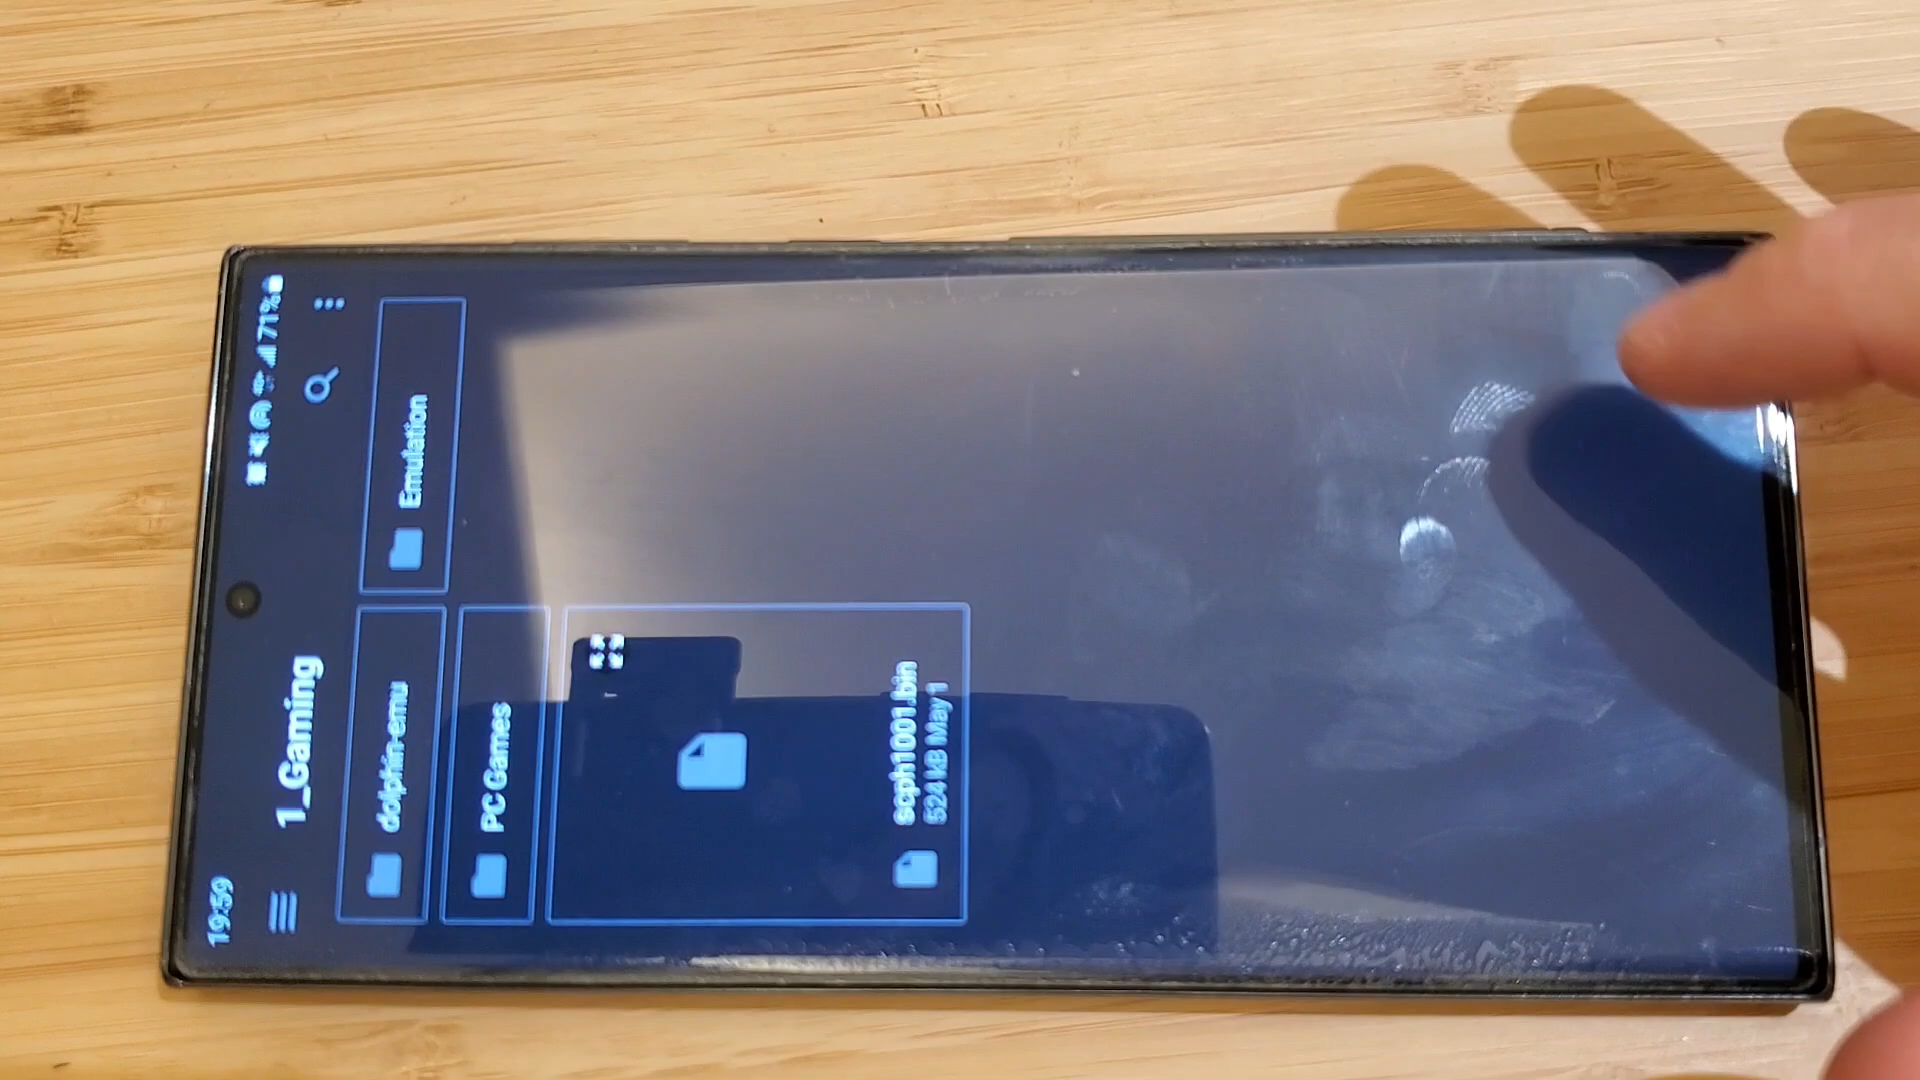 19:59
71%
1_Gaming
dolphin-emu
Emulation
PC Games
scph1001.bin
524 kB May 1